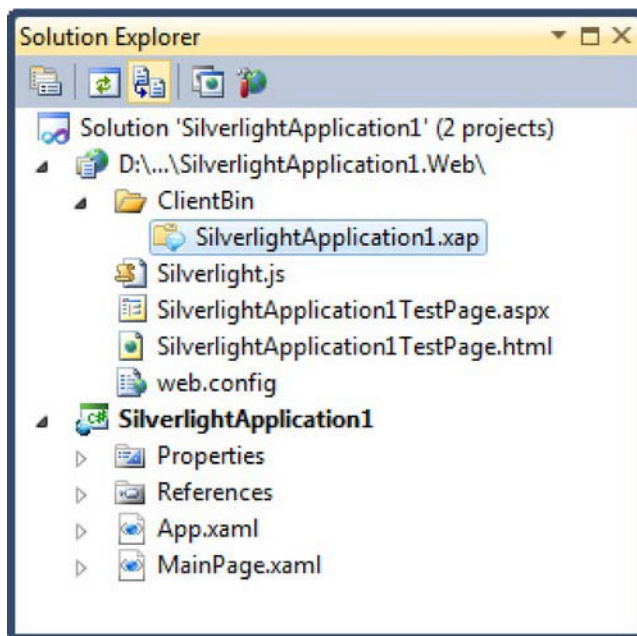 Solution Explorer
Solution 'SilverlightApplication1' (2 projects)
D:\...\SilverlightApplication1.Web\
ClientBin
SilverlightApplication1.xap
Silverlight.js
SilverlightApplication1TestPage.aspx
SilverlightApplication1TestPage.html
web.config
SilverlightApplication1
Properties
References
App.xaml
MainPage.xaml